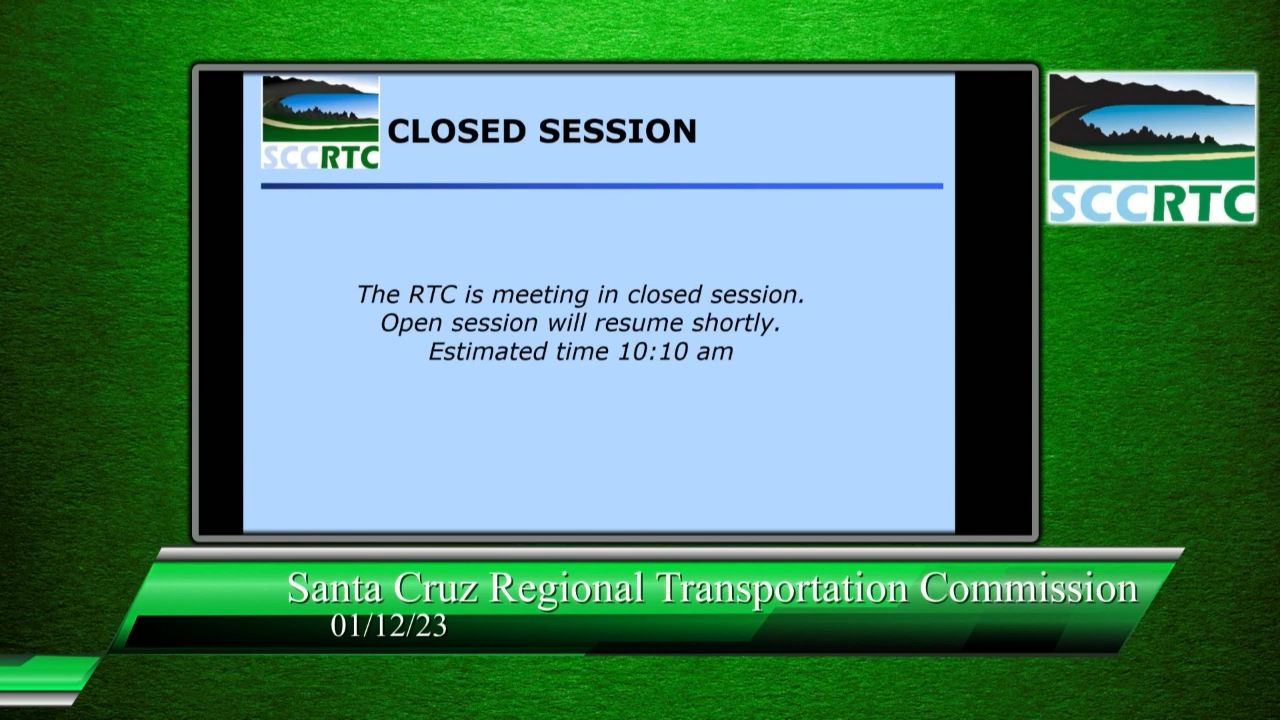 SCCRTC
CLOSED SESSION
SCCRTC
The RTC is meeting in closed session.
Open session will resume shortly.
Estimated time 10:10 am
Santa Cruz Regional Transportation Commission
01/12/23